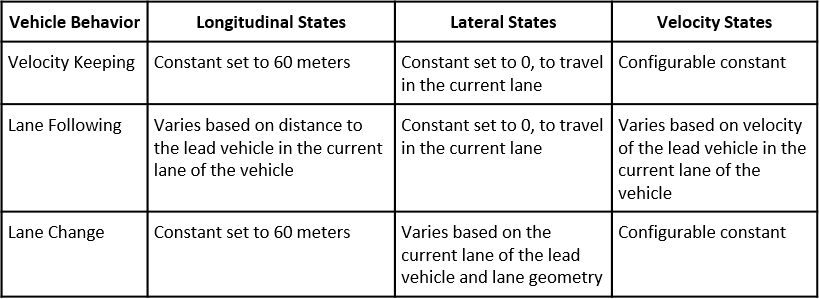 Vehicle Behavior Longitudinal States Lateral States Velocity States
Velocity Keeping Constant set to 60 meters Constant set to 0, to travel Configurable constant
in the current lane
Lane Following Varies based on distance to Constant set to 0, to travel Varies based on velocity
the lead vehicle in the current in the current lane of the lead vehicle in the
lane of the vehicle current lane of the
vehicle
Lane Change Constant set to 60 meters Varies based on the Configurable constant
current lane of the lead
vehicle and lane geometry